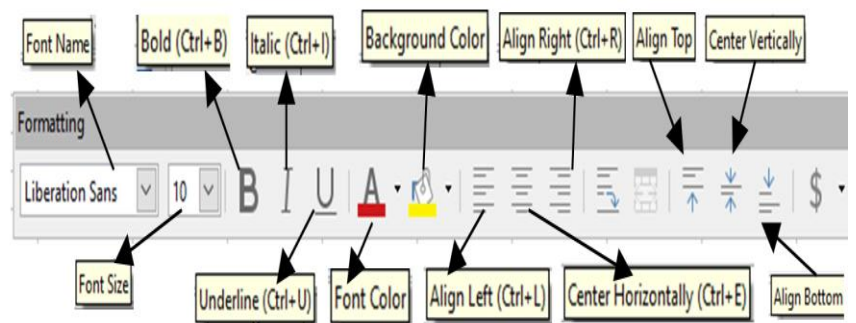 Font Name
Bold (Ctrl+B)
Italic (Ctrl+I)
Background Color
Align Right (Ctrl+R)
Align Top
Center Vertically
Formatting
Liberation Sans
10
B
I
U
A
$
Font Size
Underline (Ctrl+U)
Font Color
Align Left (Ctrl+L)
Center Horizontally (Ctrl+E)
Align Bottom